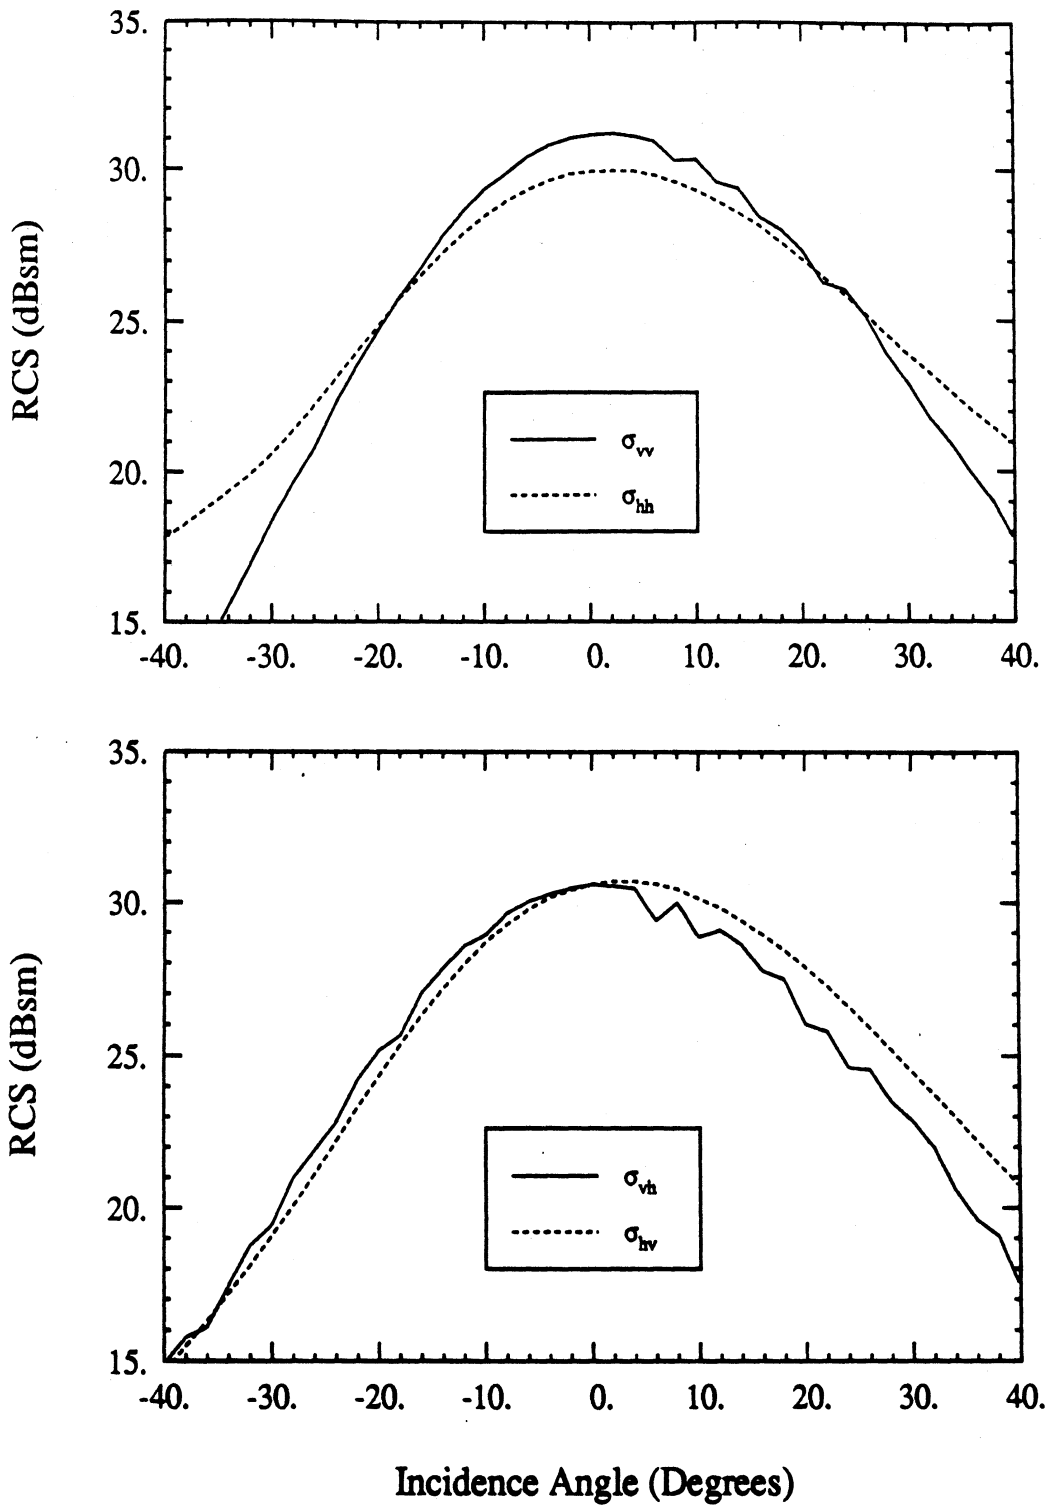 35.
30.
25.
20.
15.
RCS (dBsm)
σvv
σhh
-40. -30. -20. -10. 0. 10. 20. 30. 40.
35.
30.
25.
20.
15.
RCS (dBsm)
σvh
σhv
-40. -30. -20. -10. 0. 10. 20. 30. 40.
Incidence Angle (Degrees)